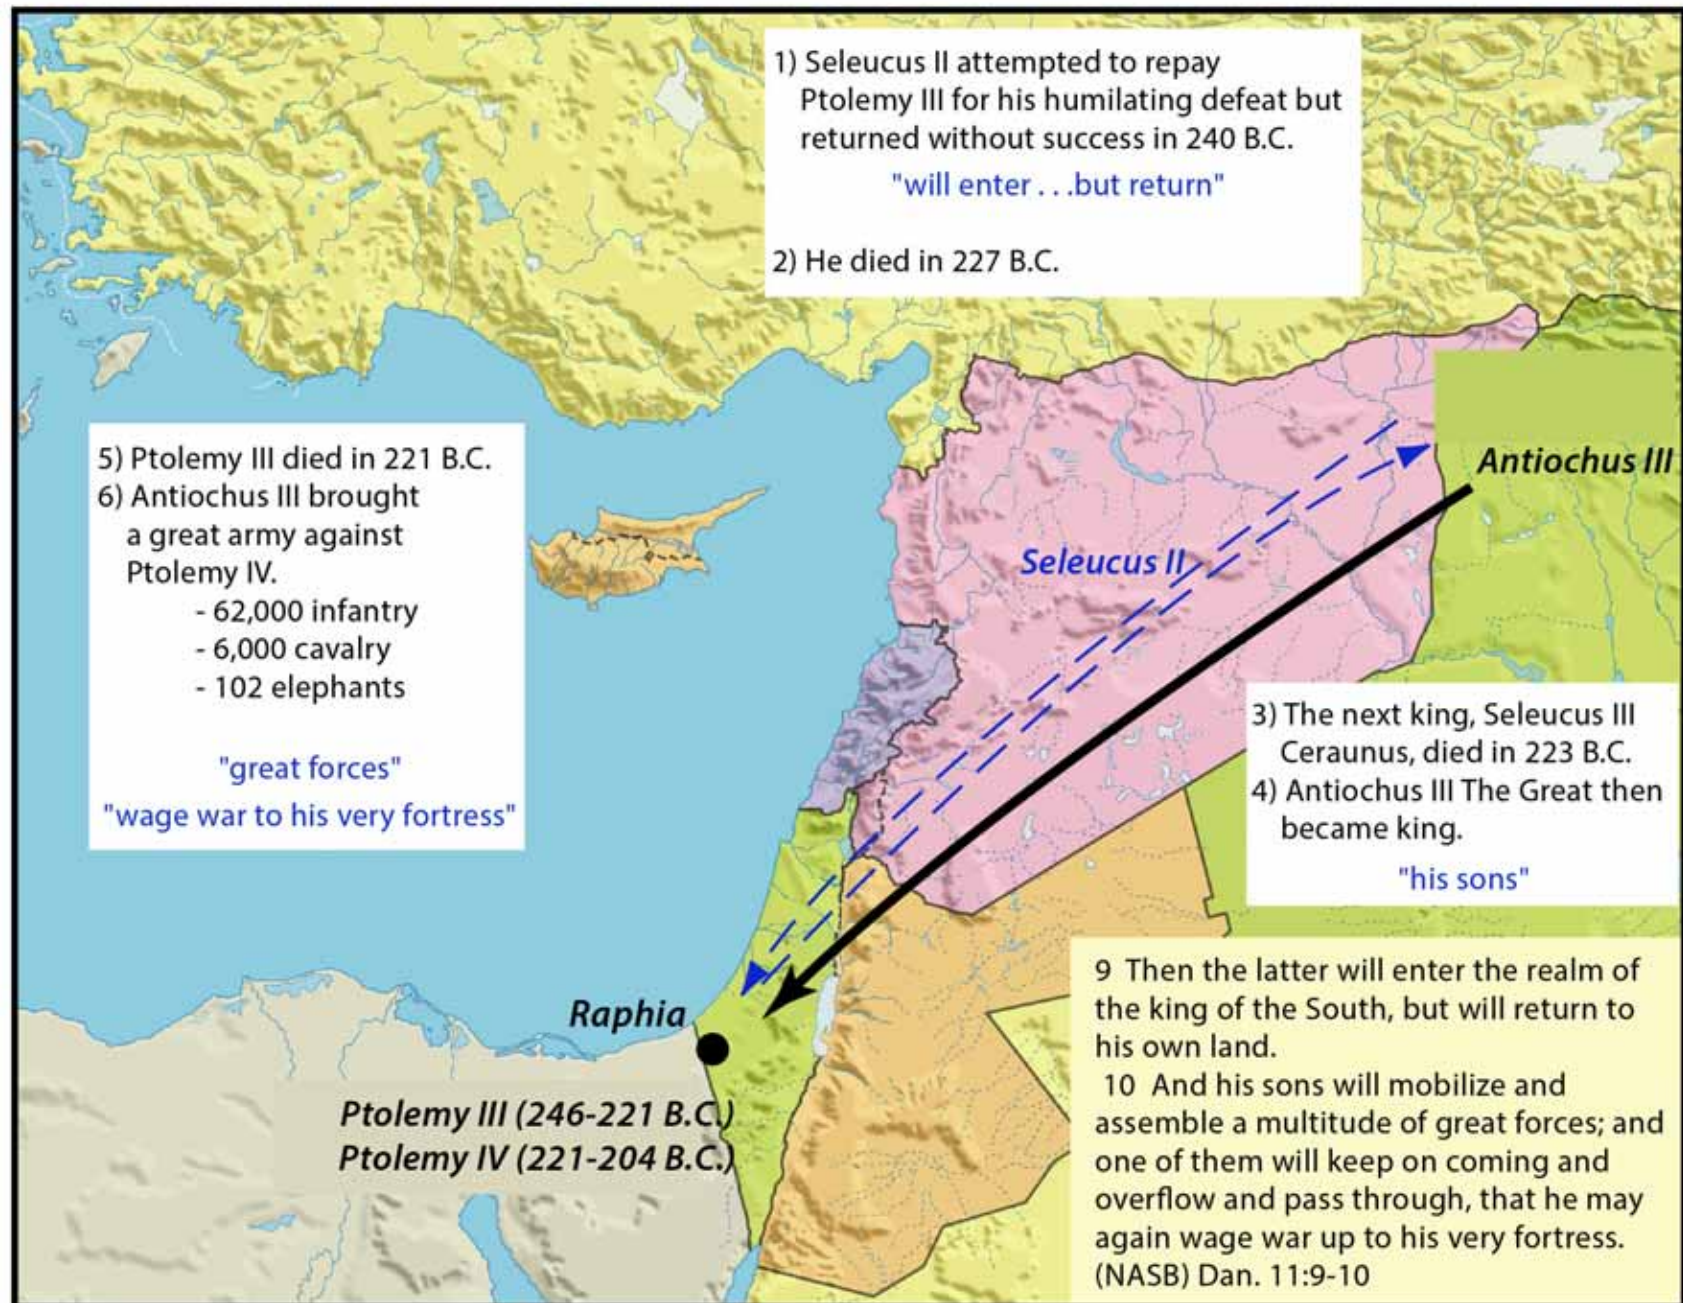 1) Seleucus II attempted to repay
Ptolemy III for his humilating defeat but
returned without success in 240 B.C.
"will enter . . .but return"
2) He died in 227 B.C.
5) Ptolemy III died in 221 B.C.
6) Antiochus III brought
a great army against
Ptolemy IV.
- 62,000 infantry
- 6,000 cavalry
- 102 elephants
"great forces"
"wage war to his very fortress"
Antiochus III
Seleucus II
3) The next king, Seleucus III
Ceraunus, died in 223 B.C.
4) Antiochus III The Great then
became king.
"his sons"
Raphia
Ptolemy III (246-221 B.C.)
Ptolemy IV (221-204 B.C.)
9 Then the latter will enter the realm of
the king of the South, but will return to
his own land.
10 And his sons will mobilize and
assemble a multitude of great forces; and
one of them will keep on coming and
overflow and pass through, that he may
again wage war up to his very fortress.
(NASB) Dan. 11:9-10